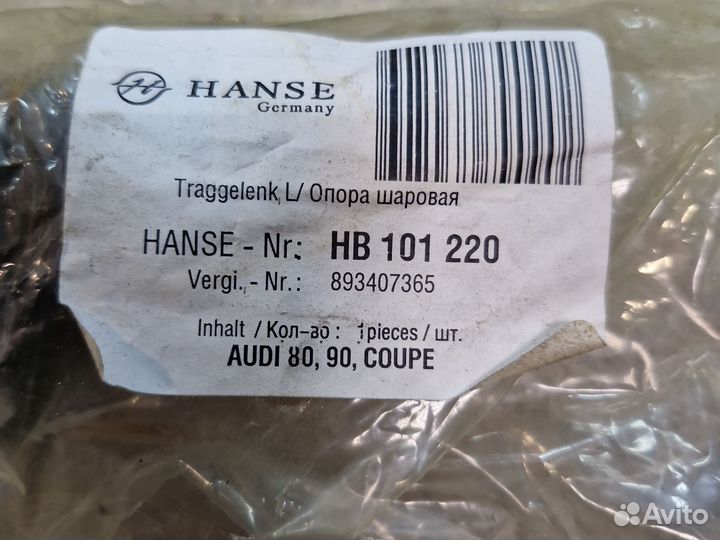 HANSE
Germany
Traggelenk L/ Опора шаровая
HANSE - Nr: HB 101 220
Vergi. - Nr.: 893407365
Inhalt / Кол-во : 1pieces / шт.
AUDI 80, 90, COUPE
Avito